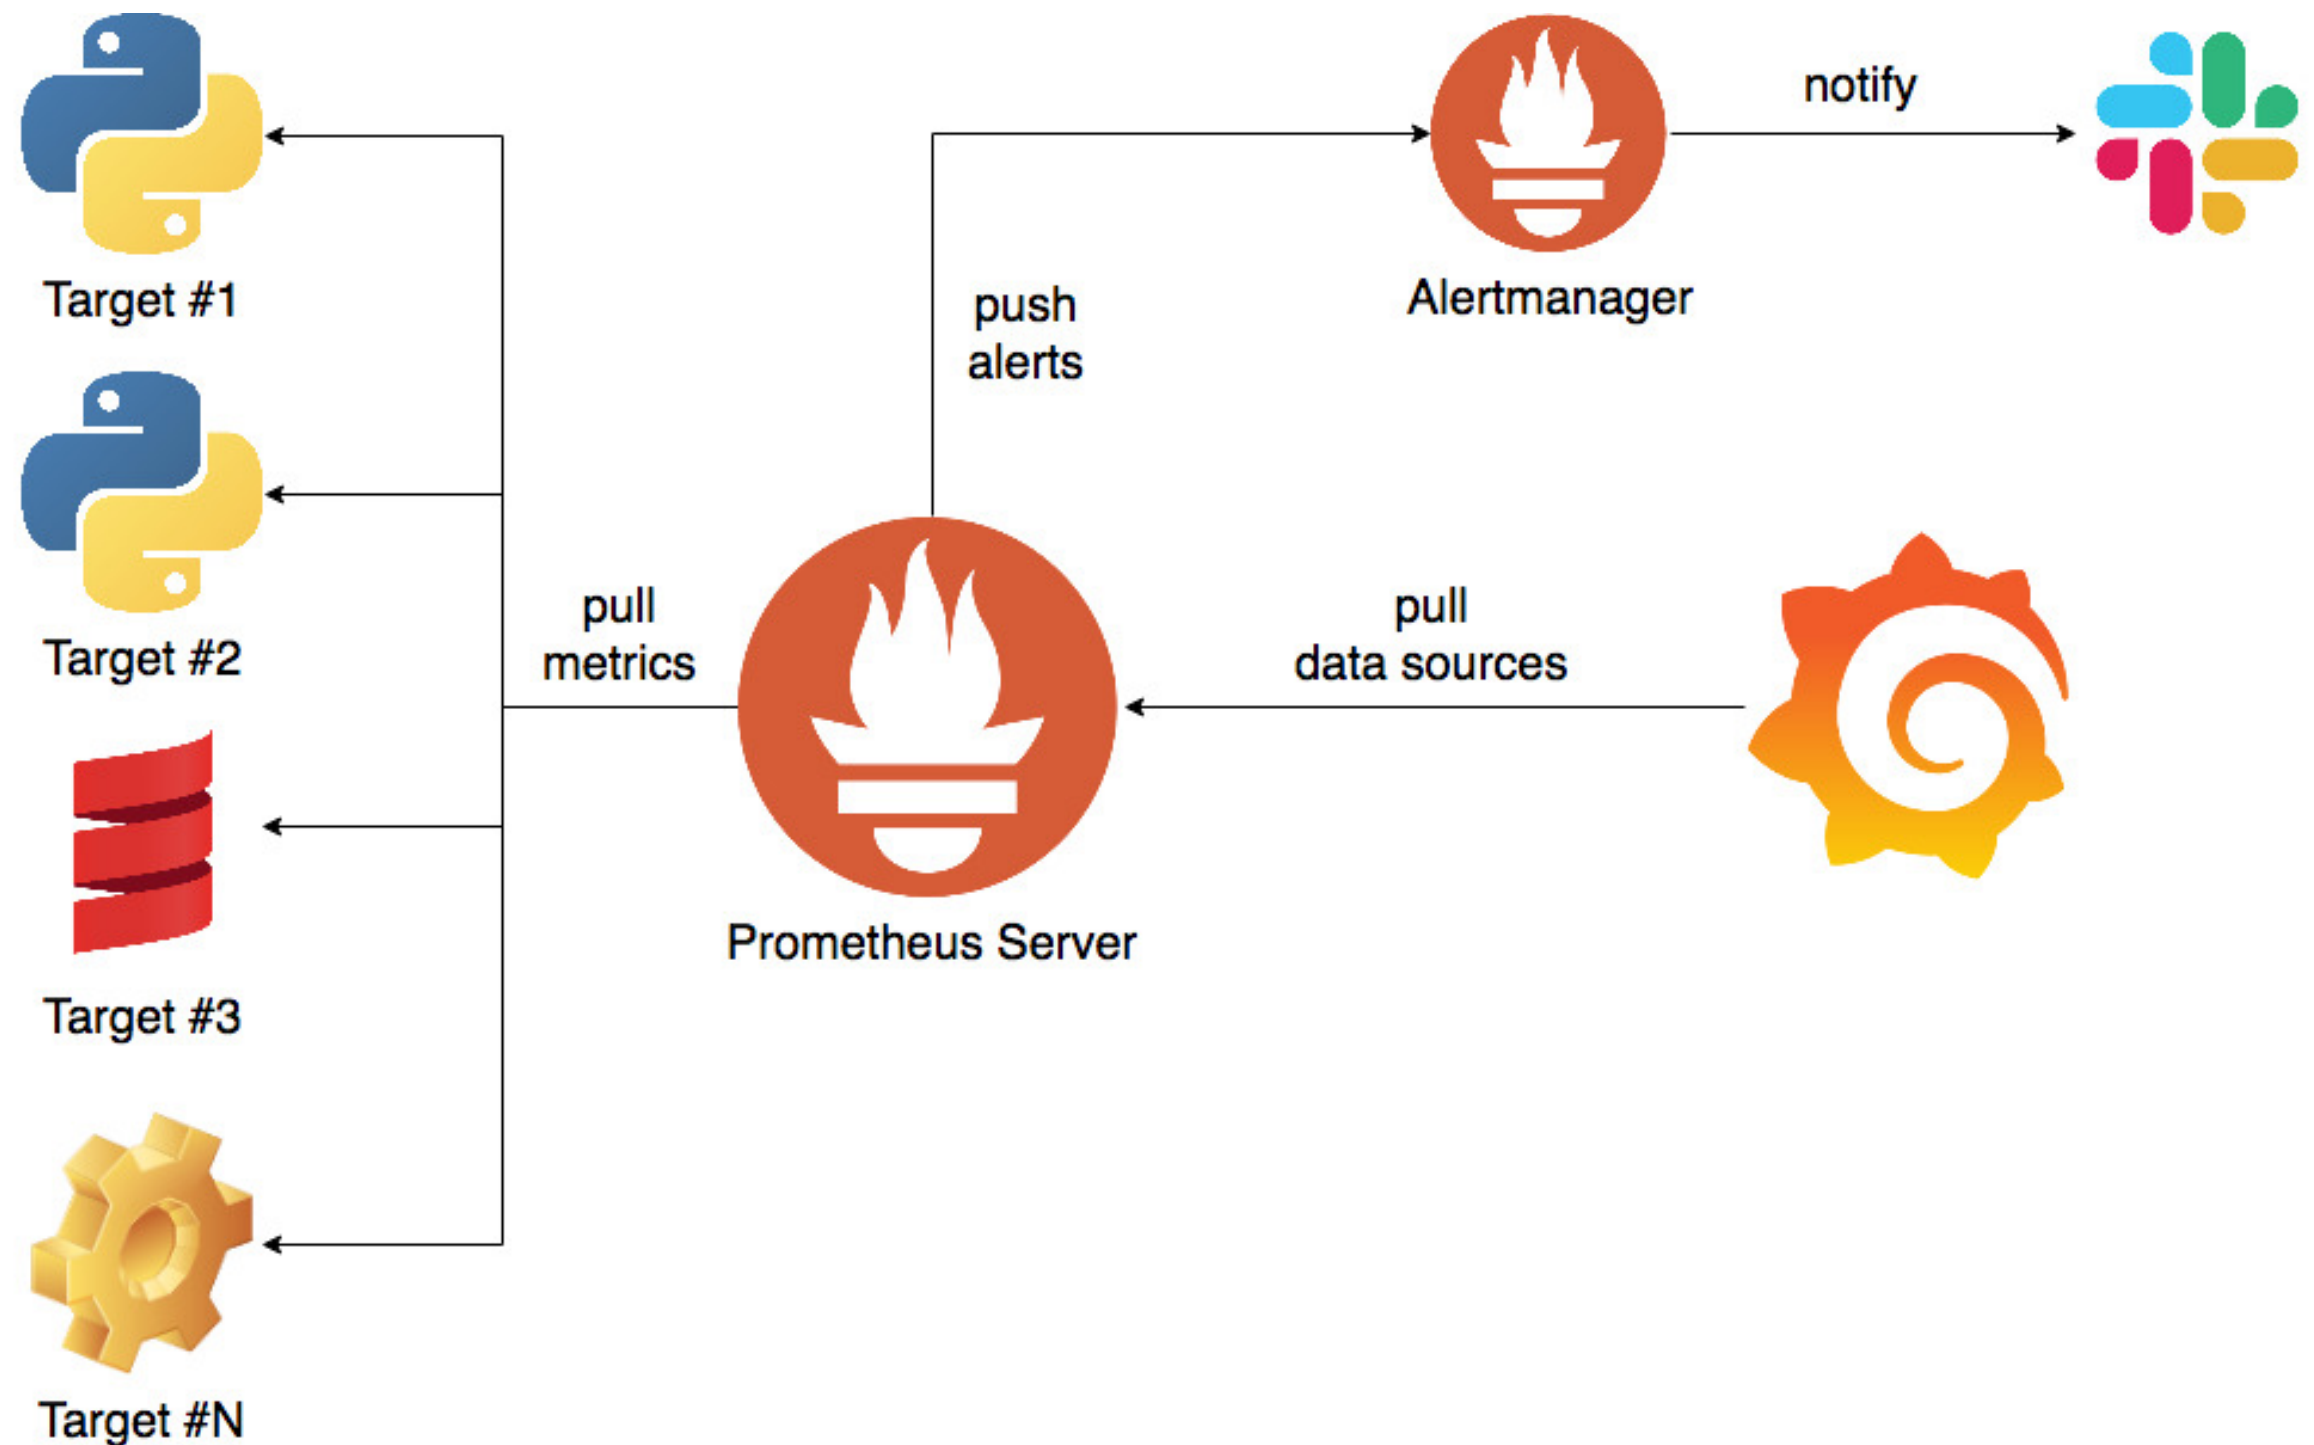 notify
Target #1
Alertmanager
push
alerts
Target #2
pull
metrics
pull
data sources
Prometheus Server
Target #3
Target #N